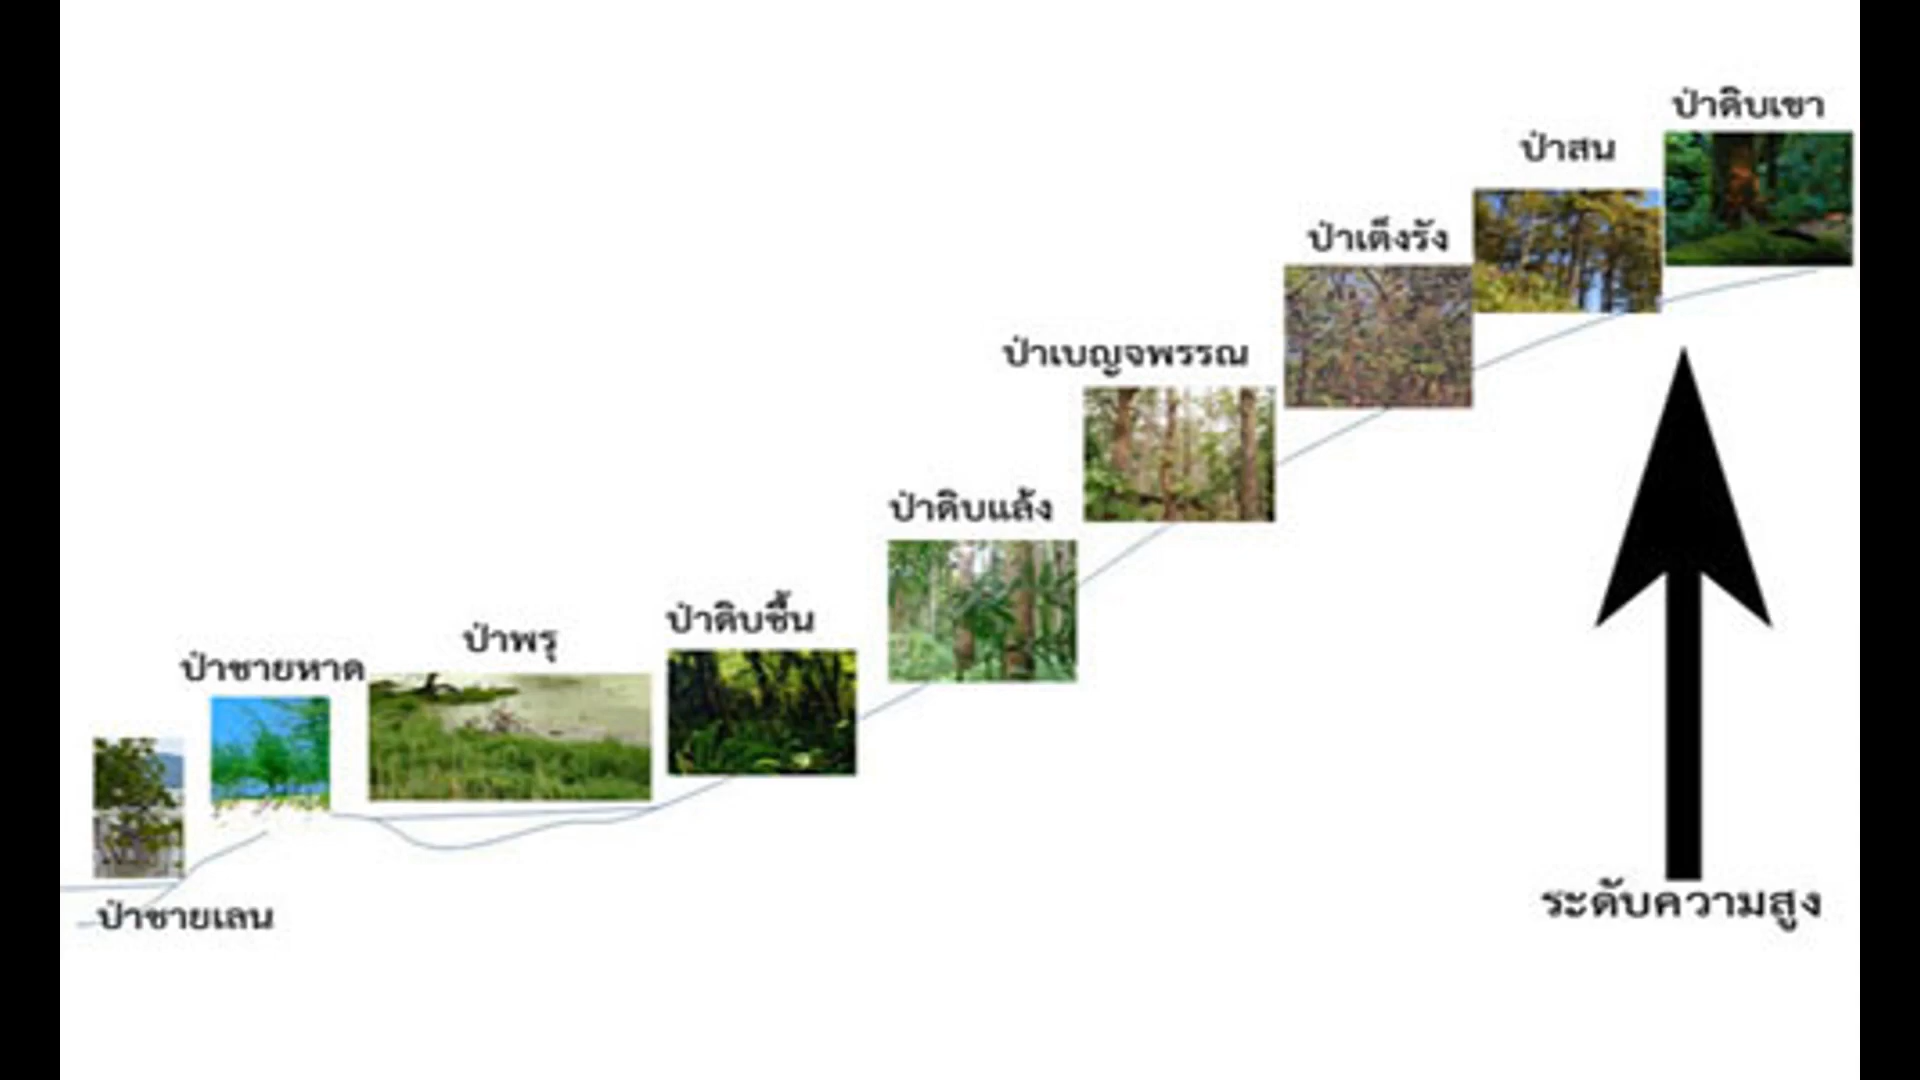 ป่าดิบเขา
ป่าสน
ป่าเต็งรัง
ป่าเบญจพรรณ
ป่าดิบแล้ง
ป่าดิบชื้น
ป่าพรุ
ป่าชายหาด
ป่าชายเลน
ระดับความสูง